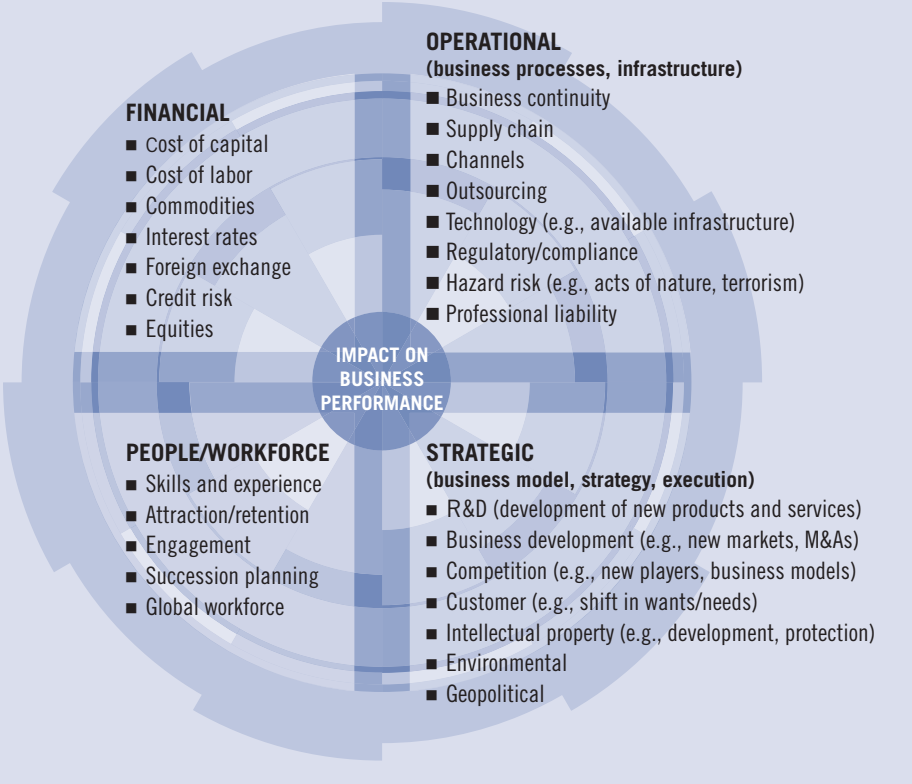 FINANCIAL
■ Cost of capital
■ Cost of labor
■ Commodities
■ Interest rates
■ Foreign exchange
■ Credit risk
■ Equities
OPERATIONAL
(business processes, infrastructure)
■ Business continuity
■ Supply chain
■ Channels
■ Outsourcing
■ Technology (e.g., available infrastructure)
■ Regulatory/compliance
■ Hazard risk (e.g., acts of nature, terrorism)
■ Professional liability
IMPACT ON
BUSINESS
PERFORMANCE
PEOPLE/WORKFORCE
■ Skills and experience
■ Attraction/retention
■ Engagement
■ Succession planning
■ Global workforce
STRATEGIC
(business model, strategy, execution)
■ R&D (development of new products and services)
■ Business development (e.g., new markets, M&As)
■ Competition (e.g., new players, business models)
■ Customer (e.g., shift in wants/needs)
■ Intellectual property (e.g., development, protection)
■ Environmental
■ Geopolitical